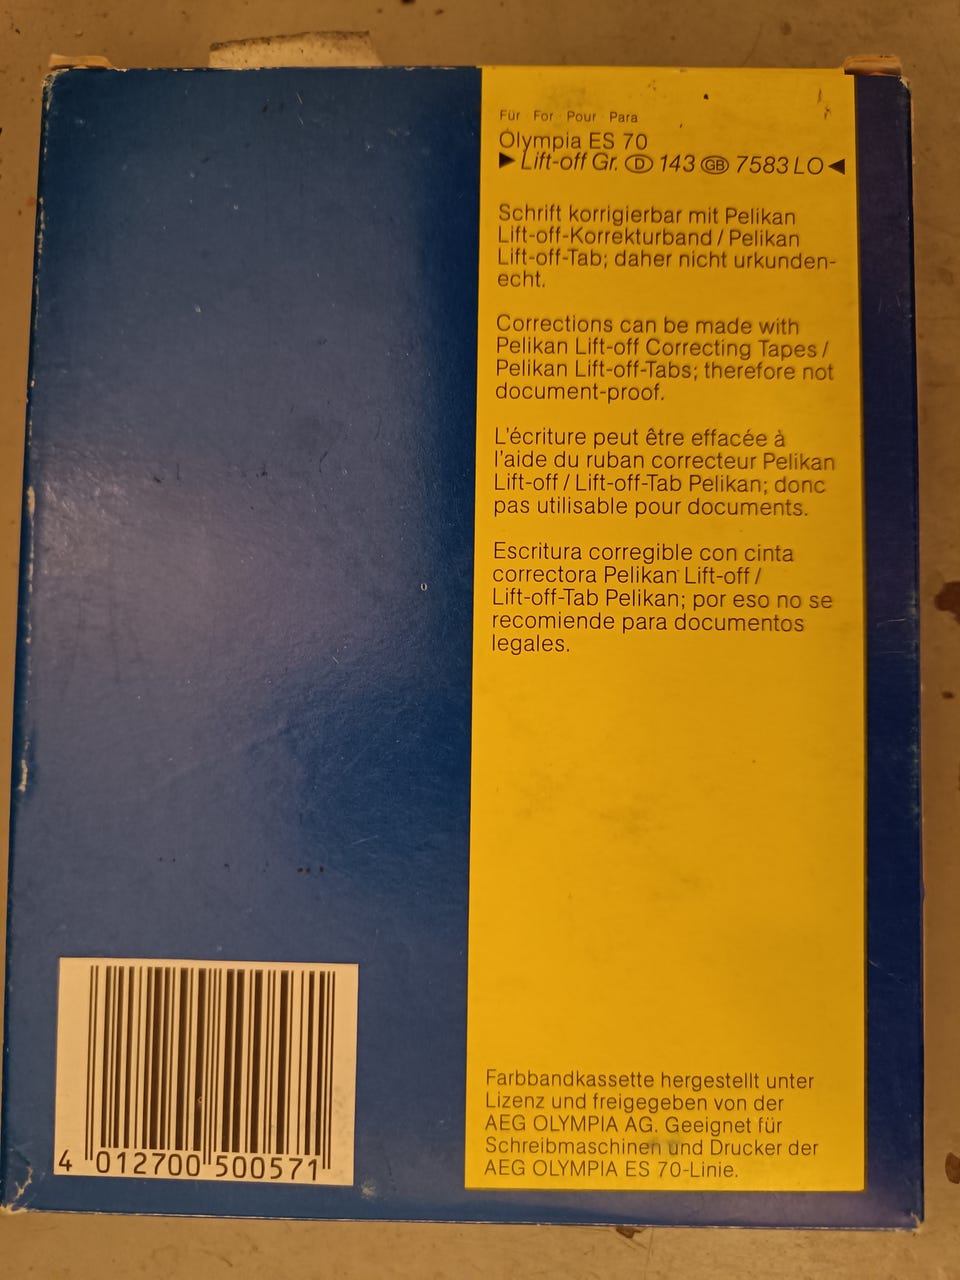 Für · For · Pour · Para
Olympia ES 70
▶ Lift-off Gr. D 143 GB 7583 LO ◀
Schrift korrigierbar mit Pelikan
Lift-off-Korrekturband / Pelikan
Lift-off-Tab; daher nicht urkunden-
echt.
Corrections can be made with
Pelikan Lift-off Correcting Tapes /
Pelikan Lift-off-Tabs; therefore not
document-proof.
L'écriture peut être effacée à
l'aide du ruban correcteur Pelikan
Lift-off / Lift-off-Tab Pelikan; donc
pas utilisable pour documents.
Escritura corregible con cinta
correctora Pelikan Lift-off /
Lift-off-Tab Pelikan; por eso no se
recomiende para documentos
legales.
Farbbandkassette hergestellt unter
Lizenz und freigegeben von der
AEG OLYMPIA AG. Geeignet für
Schreibmaschinen und Drucker der
AEG OLYMPIA ES 70-Linie.
4 012700 500571